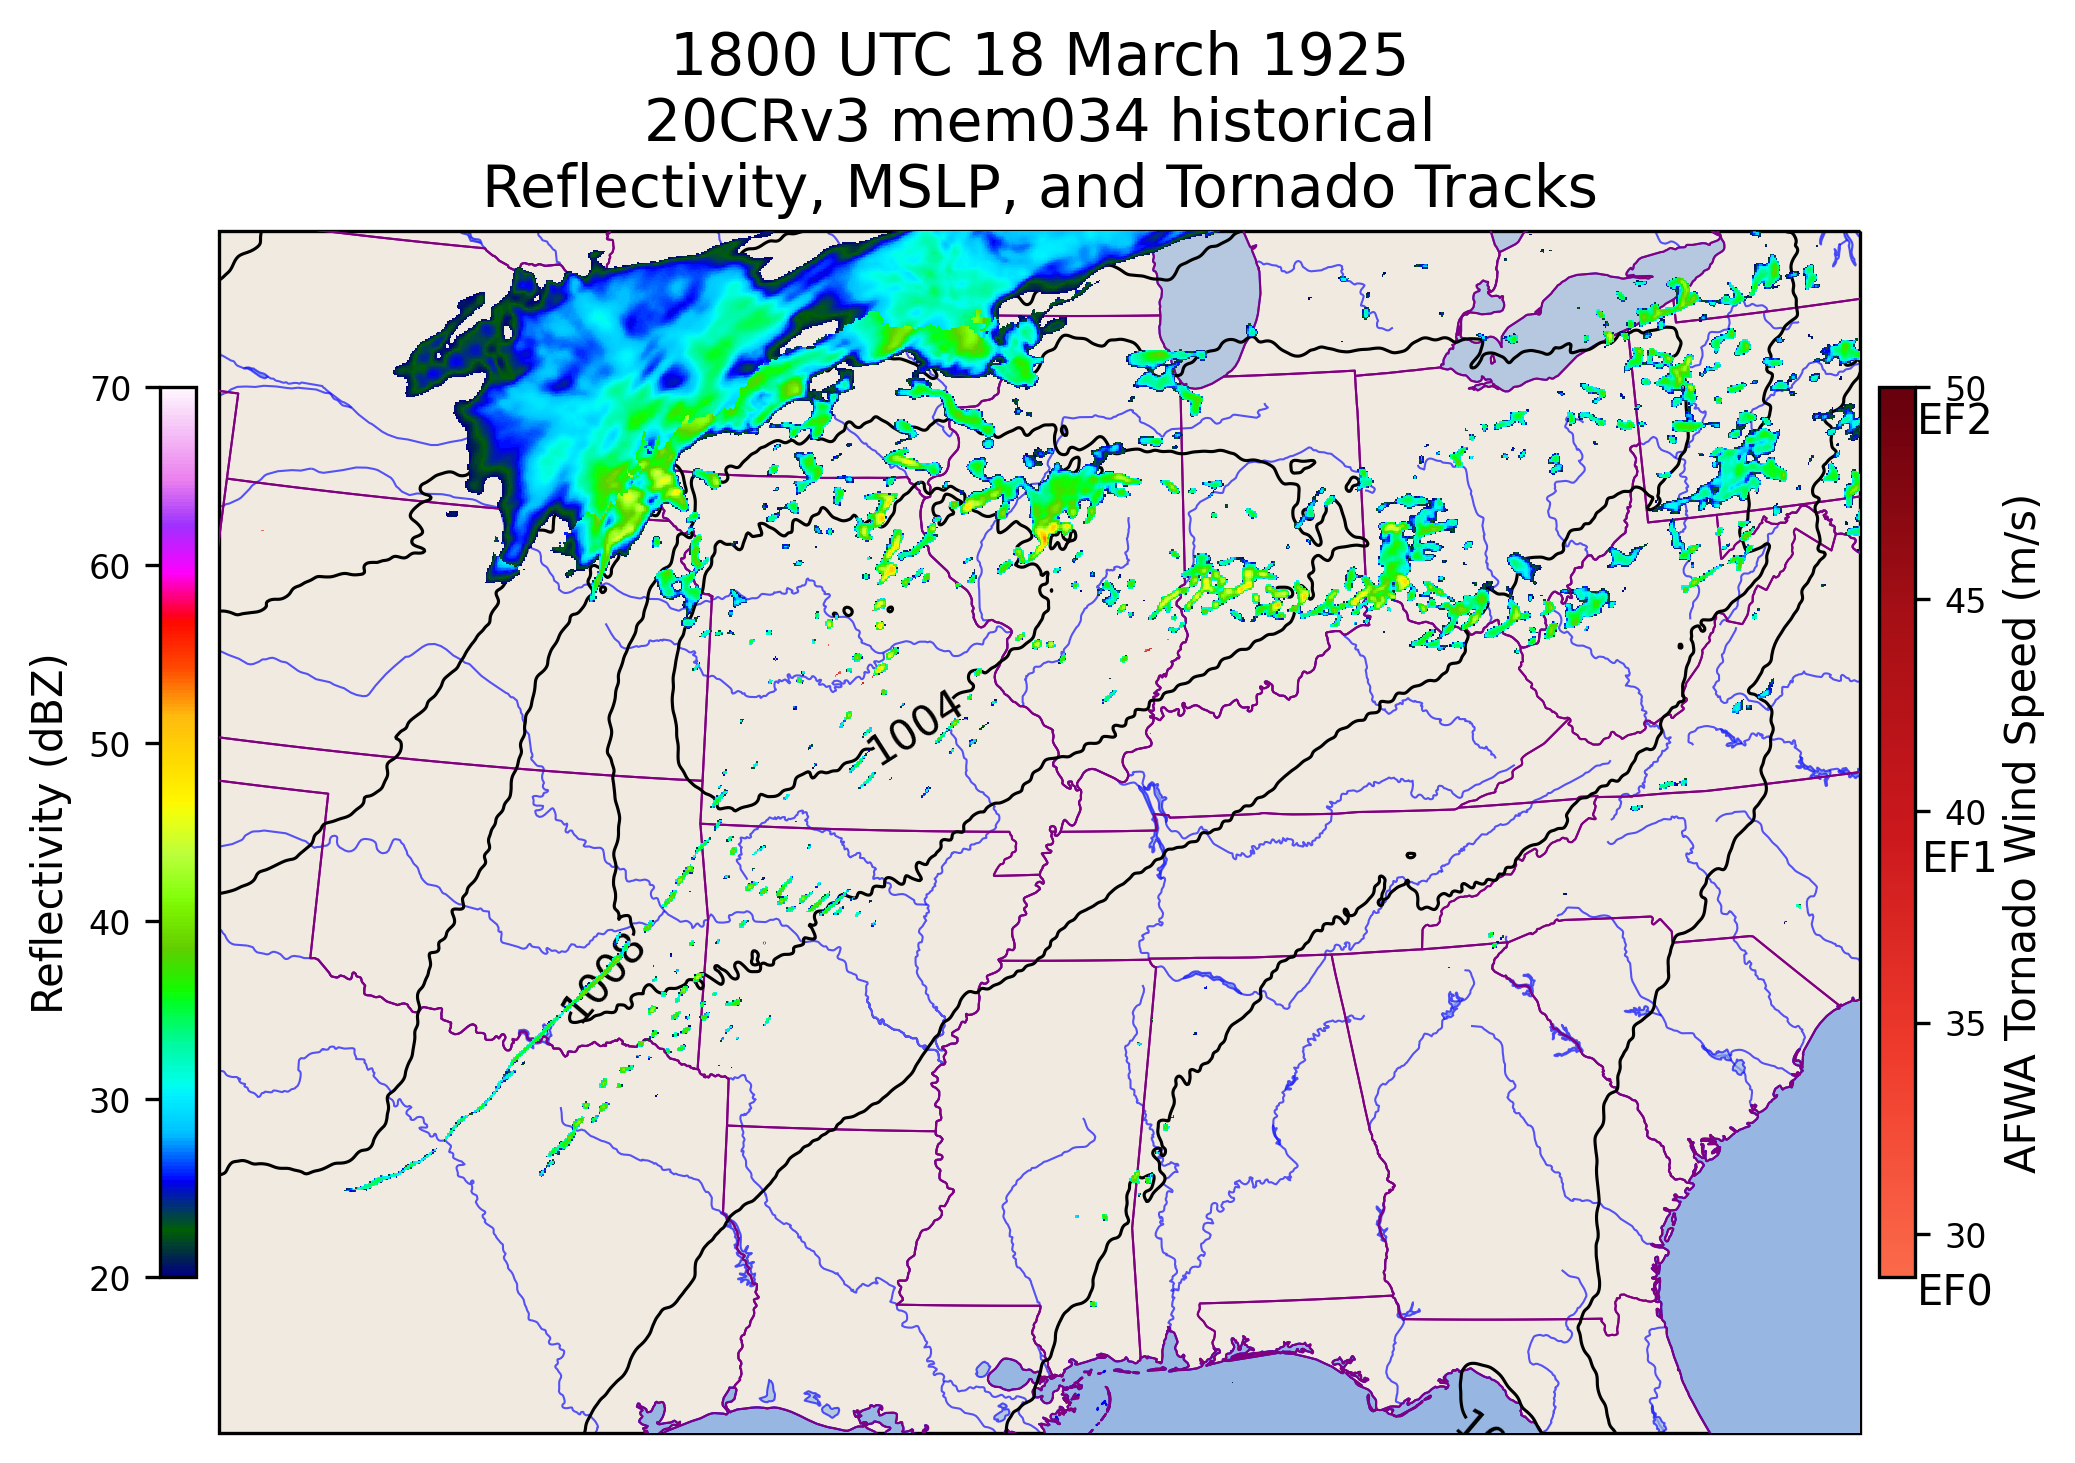 1800 UTC 18 March 1925
20CRv3 mem034 historical
Reflectivity, MSLP, and Tornado Tracks
Reflectivity (dBZ)
70
60
50
40
30
20
1004
1008
50
EF2
45
40
EF1
35
30
EF0
AFWA Tornado Wind Speed (m/s)